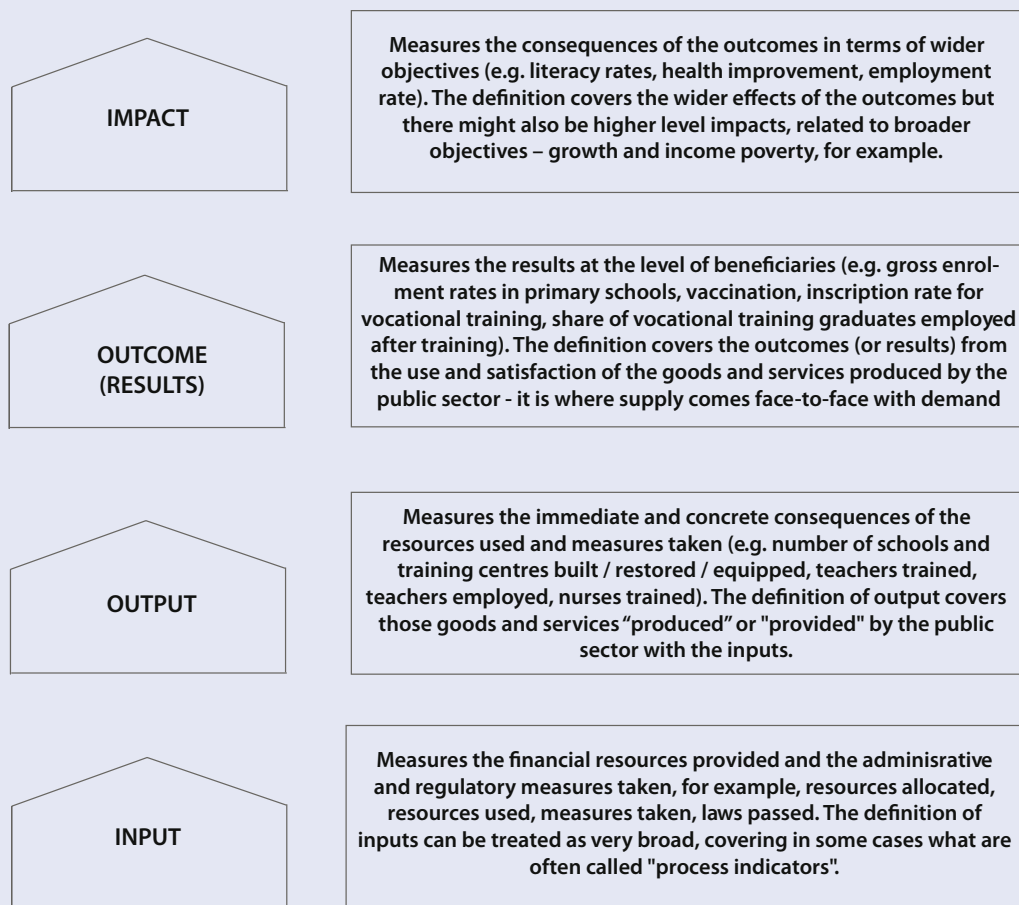 IMPACT
Measures the consequences of the outcomes in terms of wider
objectives (e.g. literacy rates, health improvement, employment
rate). The definition covers the wider effects of the outcomes but
there might also be higher level impacts, related to broader
objectives – growth and income poverty, for example.
OUTCOME
(RESULTS)
Measures the results at the level of beneficiaries (e.g. gross enrol-
ment rates in primary schools, vaccination, inscription rate for
vocational training, share of vocational training graduates employed
after training). The definition covers the outcomes (or results) from
the use and satisfaction of the goods and services produced by the
public sector - it is where supply comes face-to-face with demand
OUTPUT
Measures the immediate and concrete consequences of the
resources used and measures taken (e.g. number of schools and
training centres built / restored / equipped, teachers trained,
teachers employed, nurses trained). The definition of output covers
those goods and services “produced” or "provided" by the public
sector with the inputs.
INPUT
Measures the financial resources provided and the adminisrative
and regulatory measures taken, for example, resources allocated,
resources used, measures taken, laws passed. The definition of
inputs can be treated as very broad, covering in some cases what are
often called "process indicators".